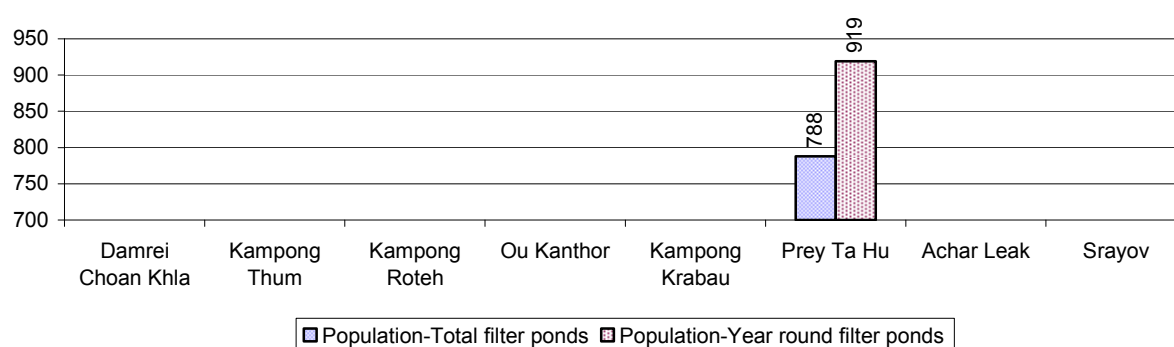 950
900
850
800
750
700
788
919
Damrei
Choan Khla
Kampong
Thum
Kampong
Roteh
Ou Kanthor
Kampong
Krabau
Prey Ta Hu
Achar Leak
Srayov
Population-Total filter ponds
Population-Year round filter ponds